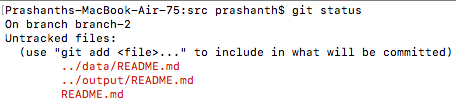 [Prashanths-MacBook-Air-75:src prashanth$ git status
On branch branch-2
Untracked files:
  (use "git add <file>..." to include in what will be committed)
        ../data/README.md
        ../output/README.md
        README.md